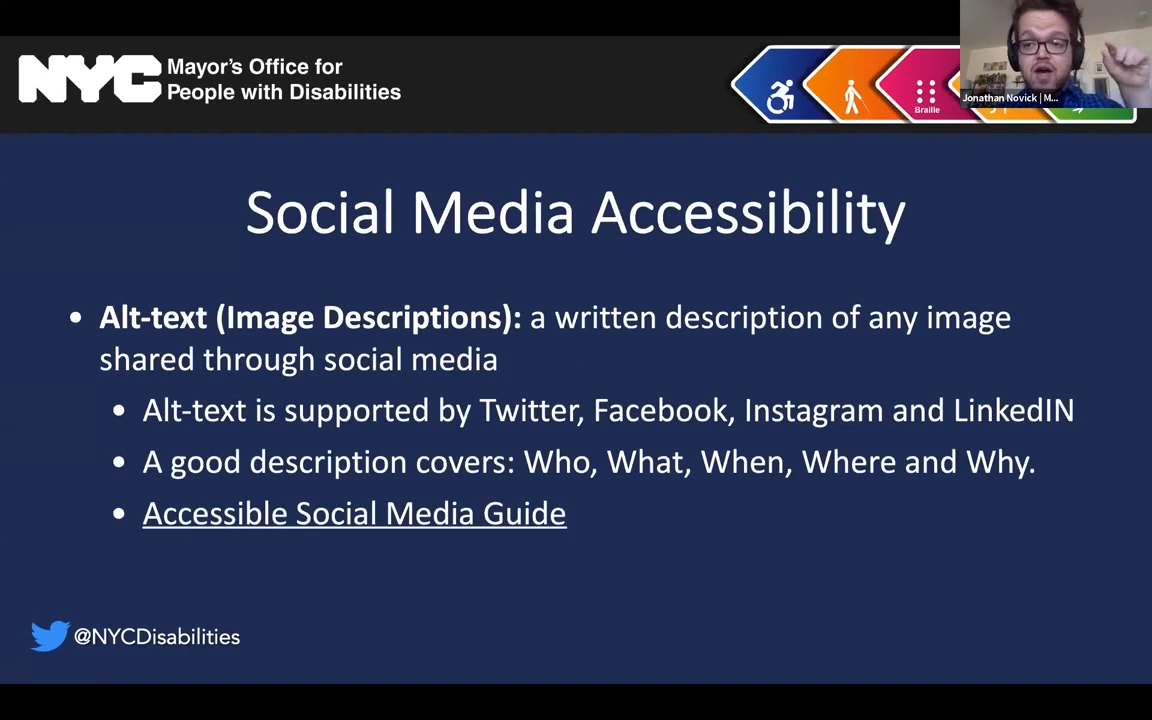 NYC
Mayor's Office for
People with Disabilities
Braille
Jonathan Novick | M...
Social Media Accessibility
• Alt-text (Image Descriptions): a written description of any image
shared through social media
• Alt-text is supported by Twitter, Facebook, Instagram and LinkedIN
• A good description covers: Who, What, When, Where and Why.
• Accessible Social Media Guide
@NYCDisabilities